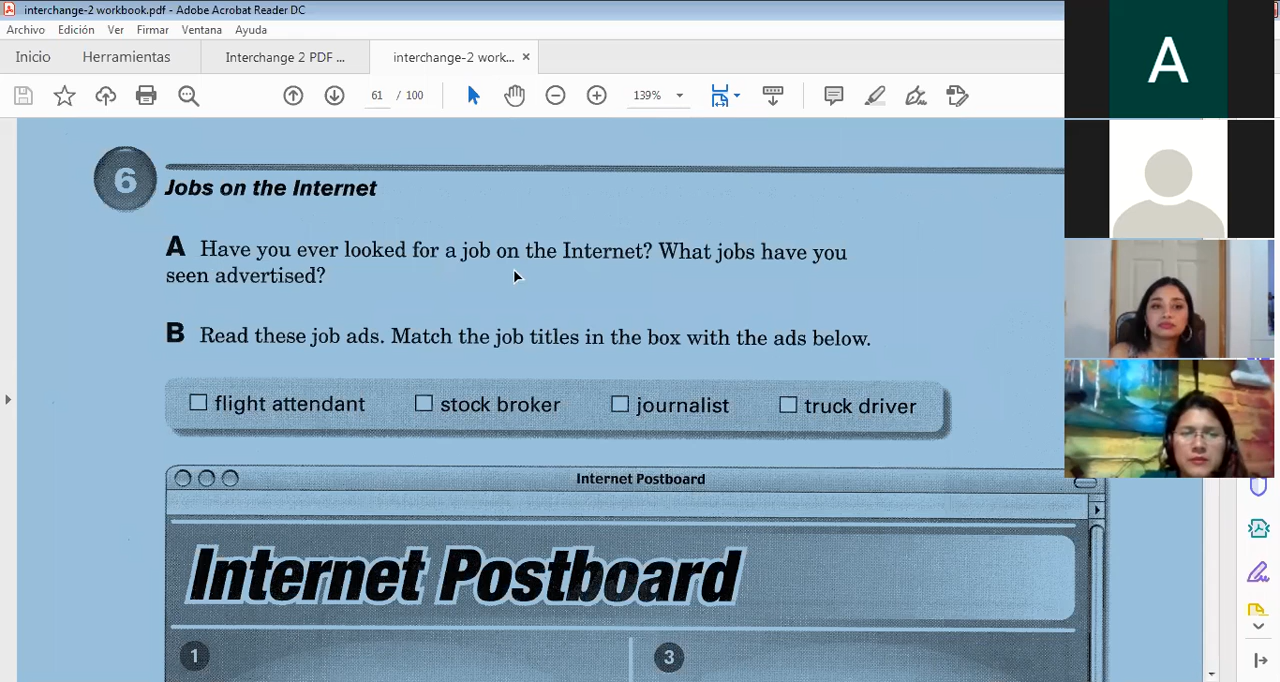 interchange-2 workbook.pdf - Adobe Acrobat Reader DC
Archivo Edición Ver Firmar Ventana Ayuda
Inicio Herramientas Interchange 2 PDF ... interchange-2 work... ×
61 / 100 139%
A
6
Jobs on the Internet
A Have you ever looked for a job on the Internet? What jobs have you
seen advertised?
B Read these job ads. Match the job titles in the box with the ads below.
flight attendant stock broker journalist truck driver
Internet Postboard
Internet Postboard
1 3